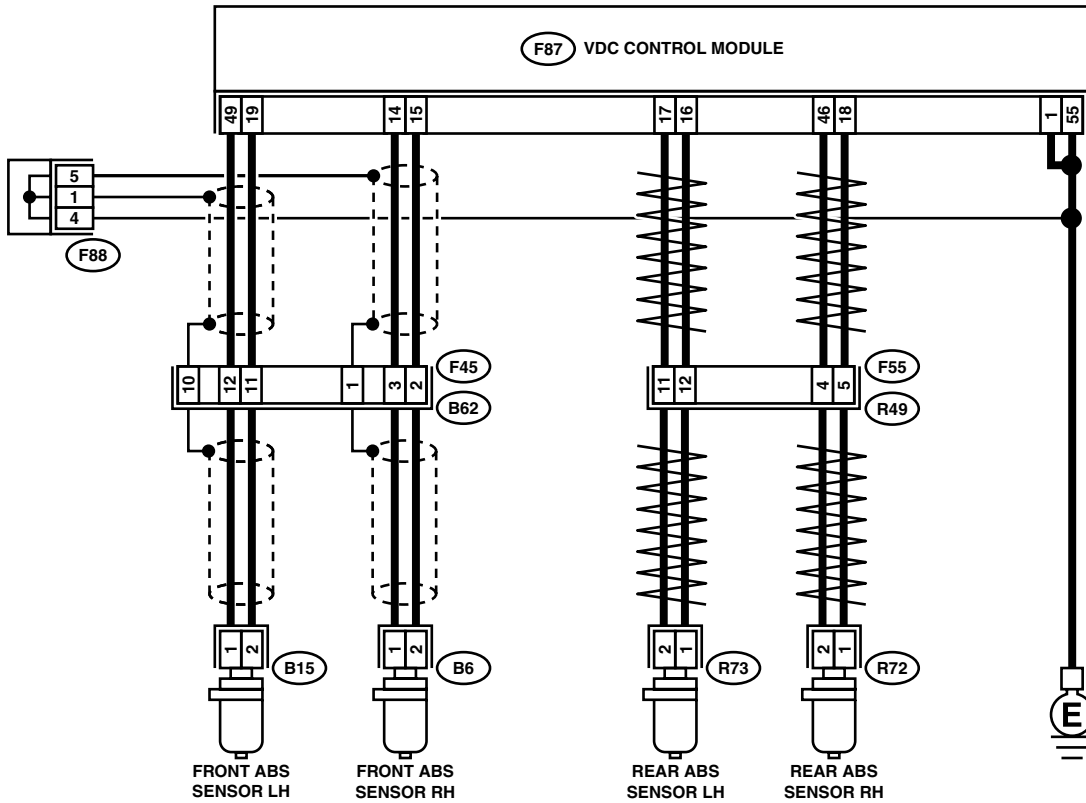 F87 VDC CONTROL MODULE
49 19 14 15 17 16 46 18 1 55
5
1
4
F88
10 12 11 1 3 2 F45 11 12 4 5 F55
B62 R49
1 2 B15 1 2 B6 2 1 R73 2 1 R72
E
FRONT ABS
SENSOR LH
FRONT ABS
SENSOR RH
REAR ABS
SENSOR LH
REAR ABS
SENSOR RH